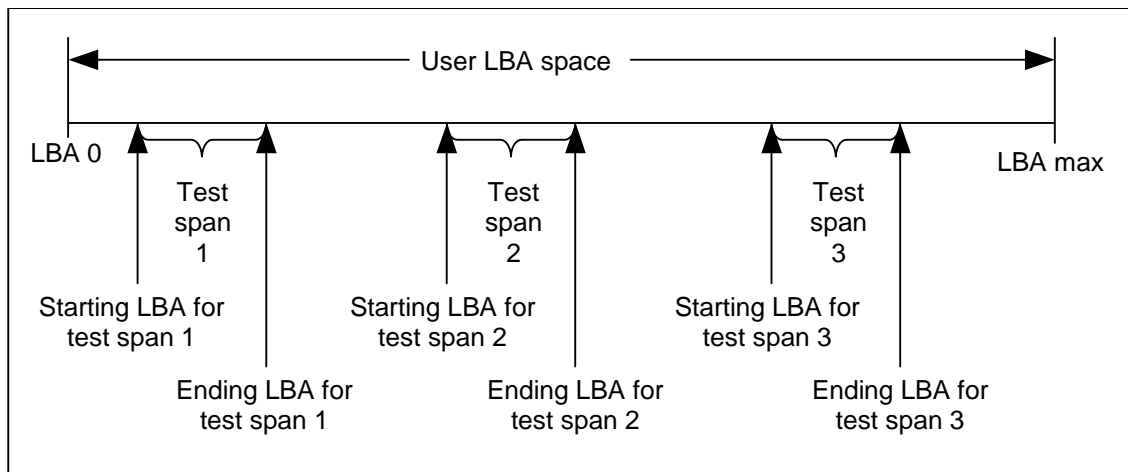 User LBA space
LBA 0
LBA max
Test
span
1
Test
span
2
Test
span
3
Starting LBA for
test span 1
Starting LBA for
test span 2
Starting LBA for
test span 3
Ending LBA for
test span 1
Ending LBA for
test span 2
Ending LBA for
test span 3